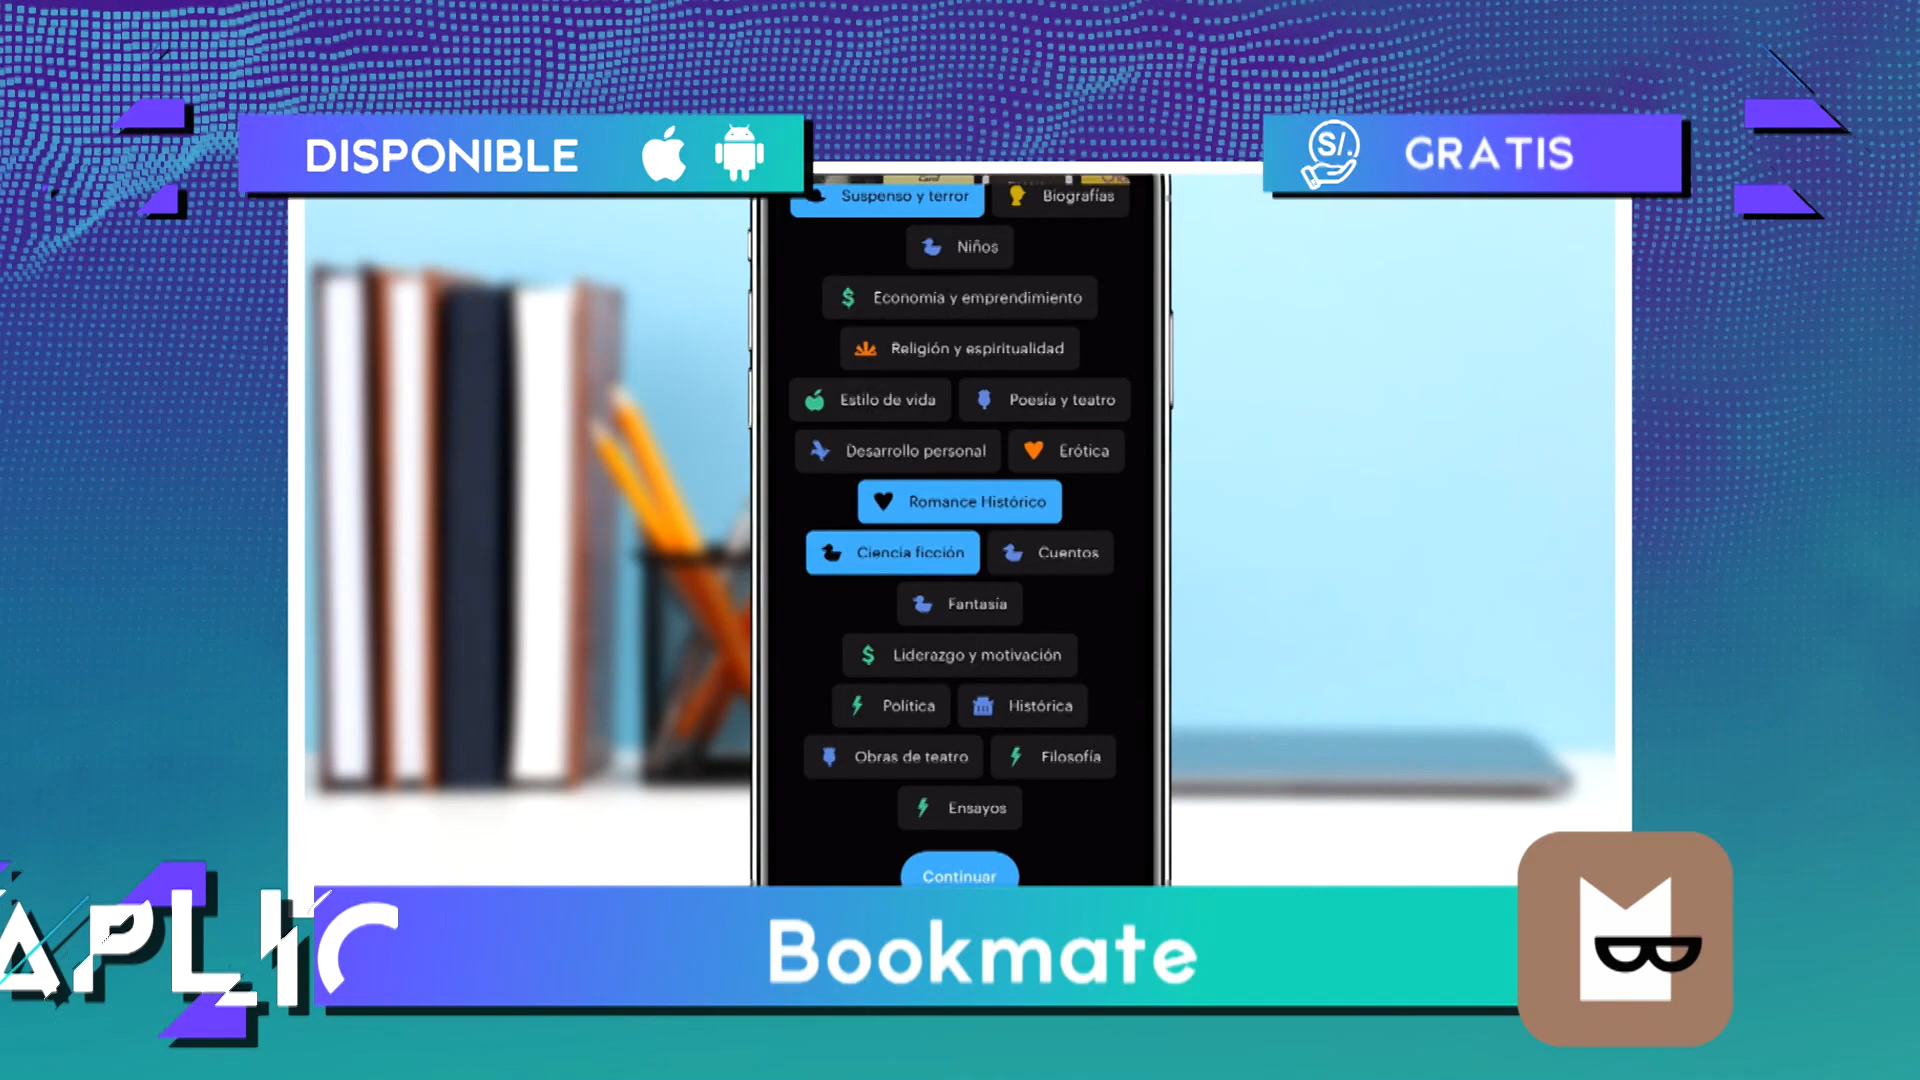 DISPONIBLE
S/. GRATIS
Suspenso y terror
Biografías
Niños
Economía y emprendimiento
Religión y espiritualidad
Estilo de vida
Poesía y teatro
Desarrollo personal
Erótica
Romance Histórico
Ciencia ficción
Cuentos
Fantasía
Liderazgo y motivación
Política
Histórica
Obras de teatro
Filosofía
Ensayos
Continuar
APLIC
Bookmate